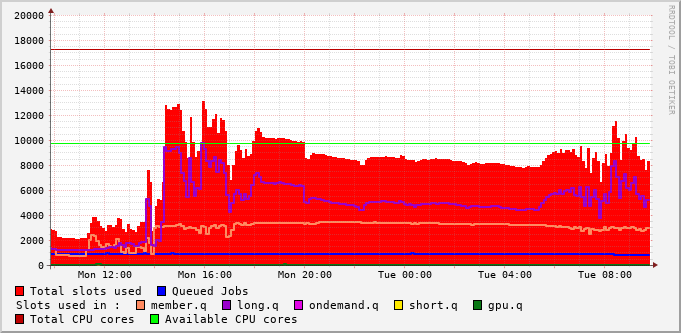 20000
18000
16000
14000
12000
10000
8000
6000
4000
2000
0
Mon 12:00 Mon 16:00 Mon 20:00 Tue 00:00 Tue 04:00 Tue 08:00
RRDTOOL / TOBI OETIKER
Total slots used Queued Jobs
Slots used in : member.q long.q ondemand.q short.q gpu.q
Total CPU cores Available CPU cores